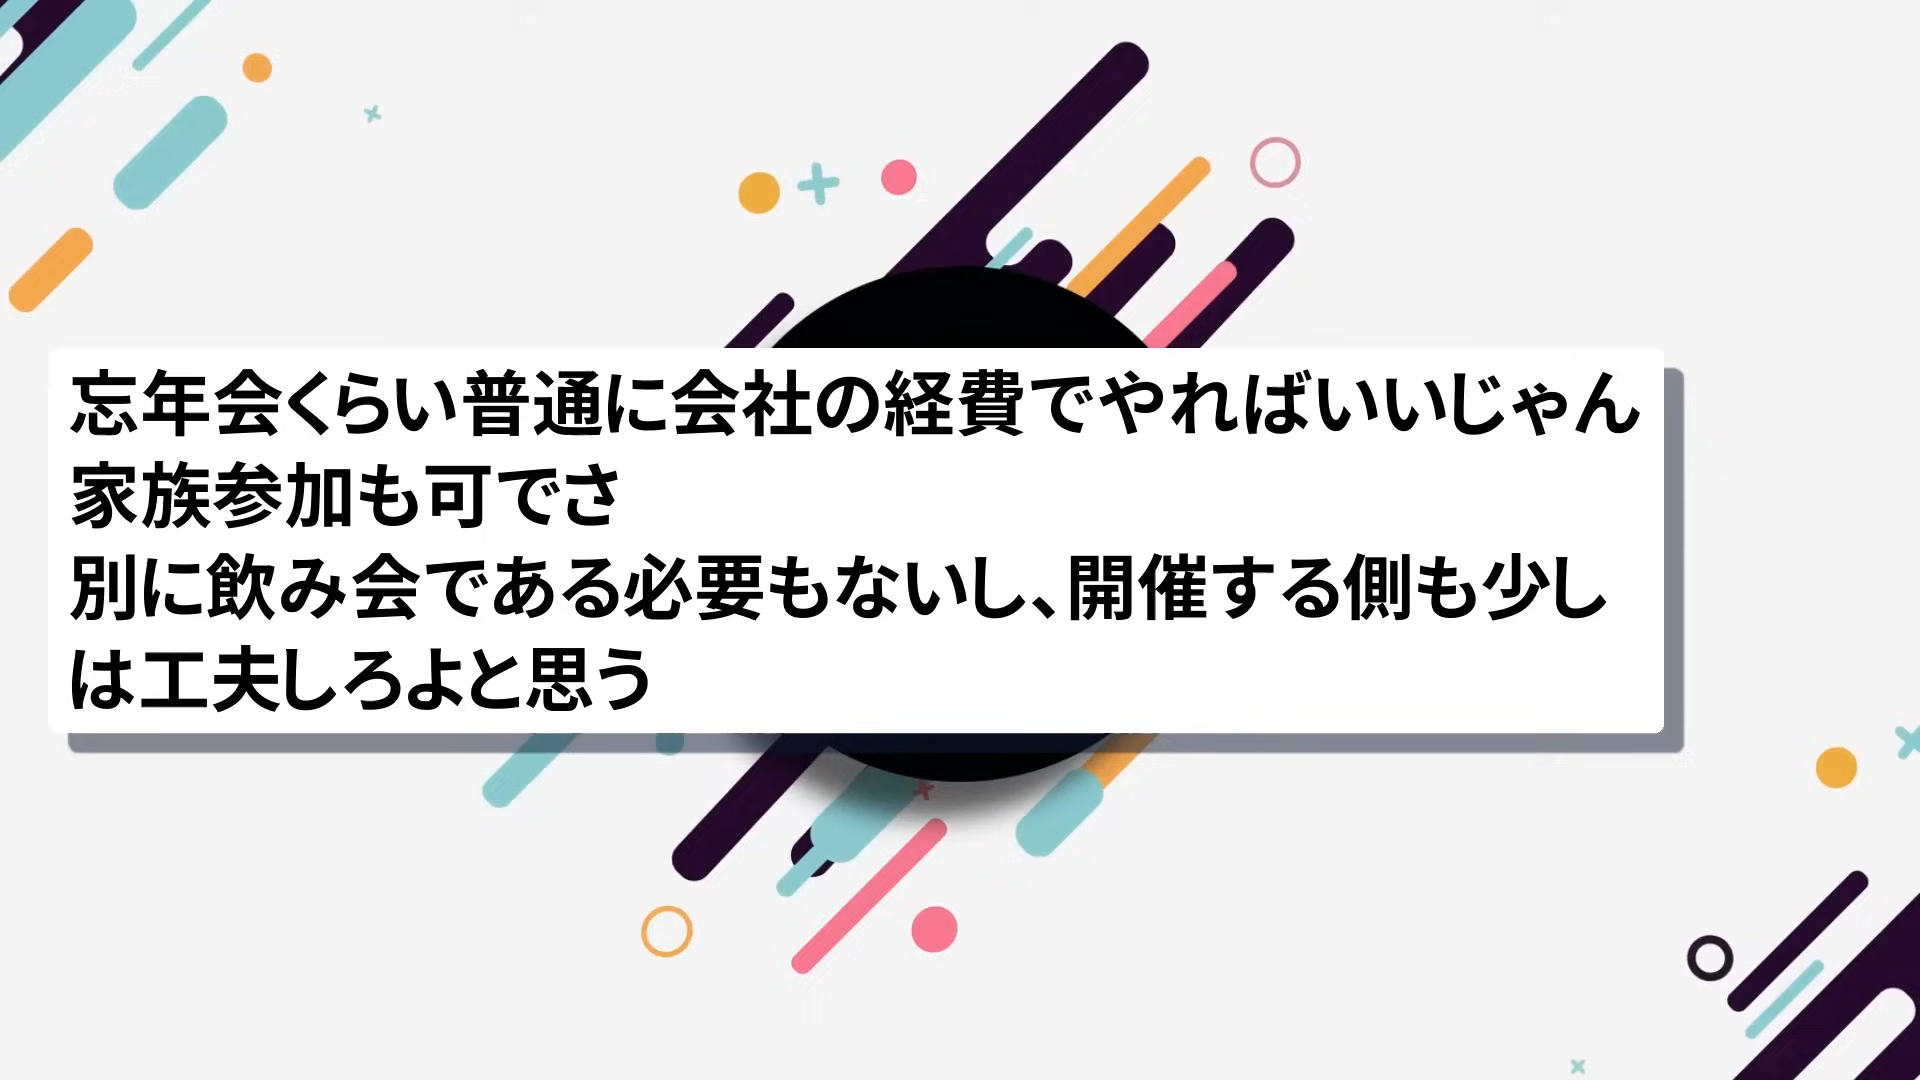 忘年会くらい普通に会社の経費でやればいいじゃん
家族参加も可でさ
別に飲み会である必要もないし、開催する側も少し
は工夫しろよと思う